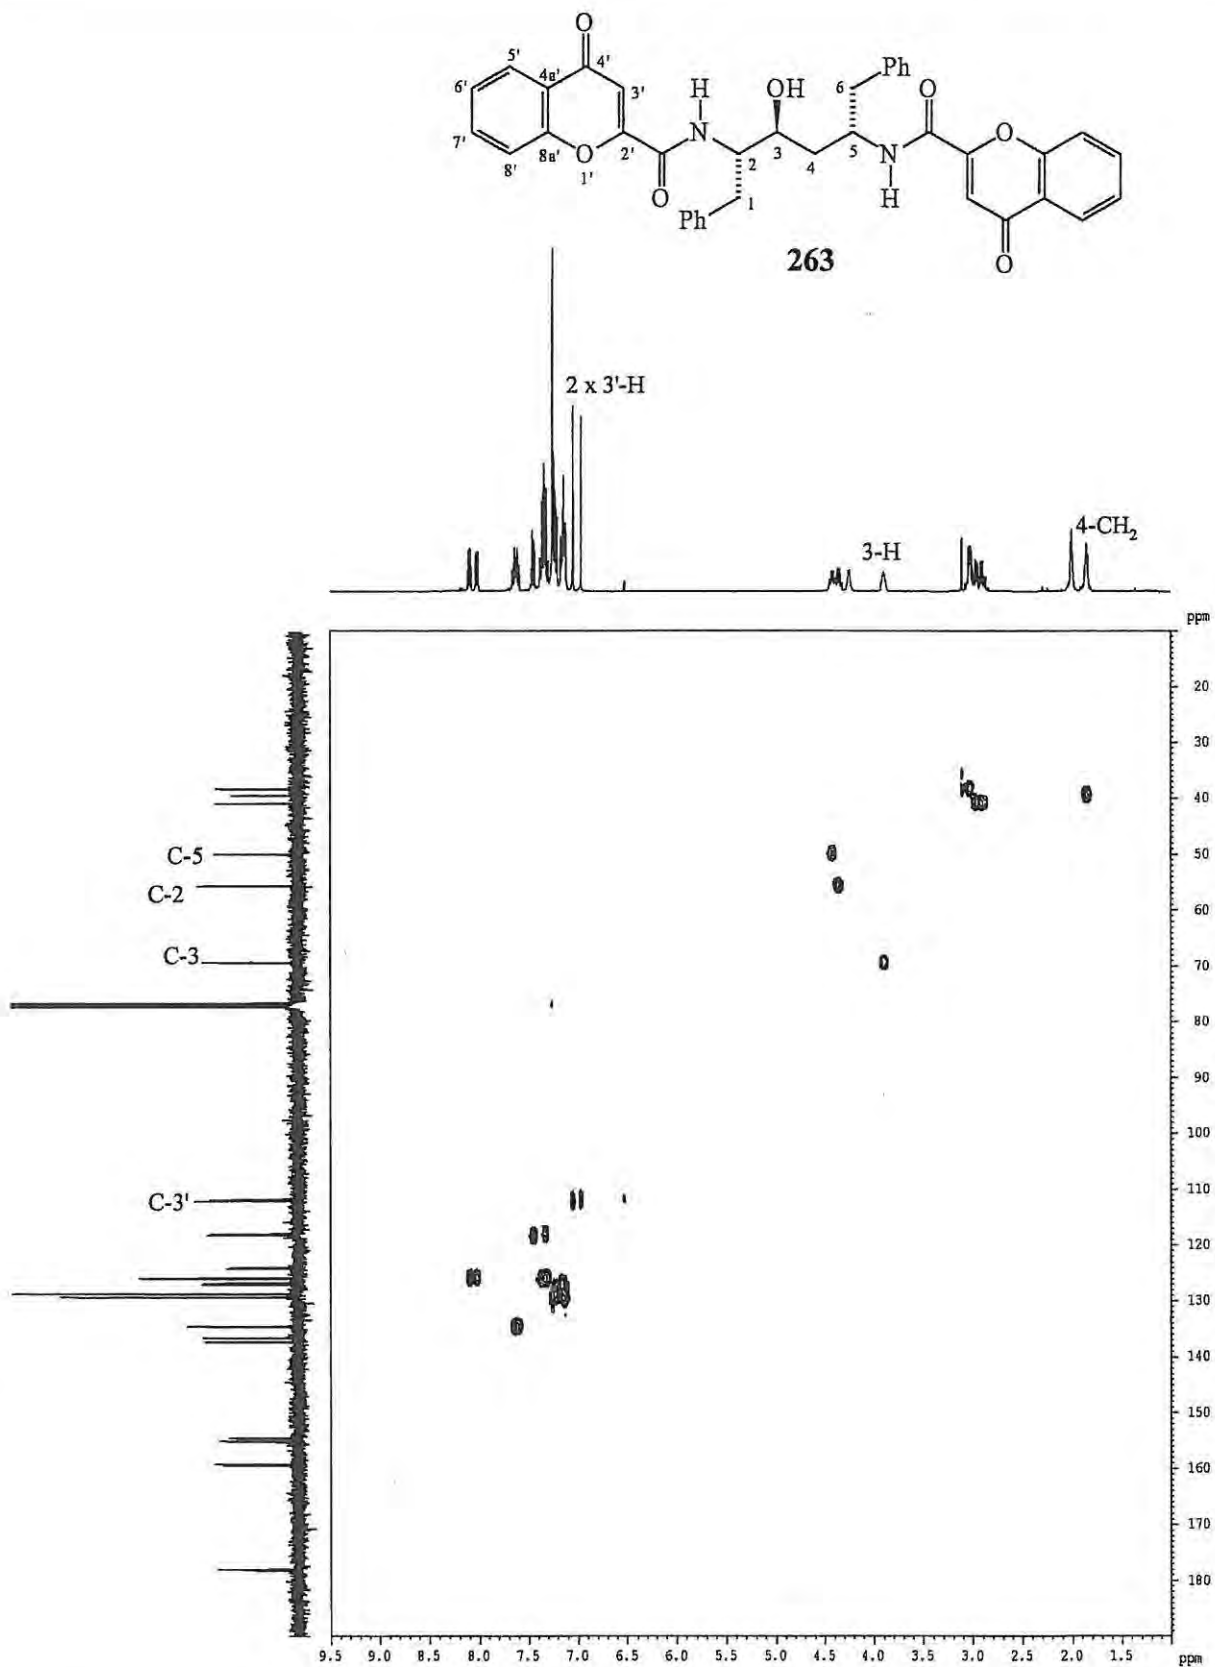 O
5'
4a'
4'
6'
3'
7'
8a'
2'
8'
O
1'
H
N
O
OH
3
2
4
1
Ph
Ph
6
5
O
N
H
O
O
263
2 x 3'-H
3-H
4-CH₂
ppm
20
30
40
50
60
70
80
90
100
110
120
130
140
150
160
170
180
C-5
C-2
C-3
C-3'
9.5 9.0 8.5 8.0 7.5 7.0 6.5 6.0 5.5 5.0 4.5 4.0 3.5 3.0 2.5 2.0 1.5 ppm